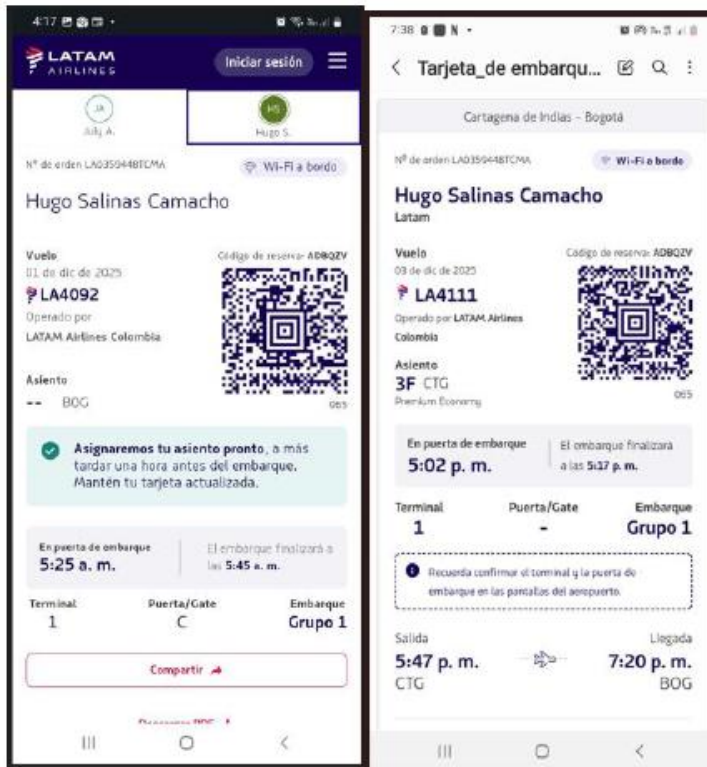 4:17
LATAM
AIRLINES
Iniciar sesión
JA
HS
July A.
Hugo S.
N° de orden LA0359448TCMA
Wi-Fi a bordo
Hugo Salinas Camacho
Vuelo
Código de reserva: ADBQZV
01 de dic de 2025
LA4092
Operado por
LATAM Airlines Colombia
Asiento
-- BOG
065
Asignaremos tu asiento pronto, a más
tardar una hora antes del embarque.
Mantén tu tarjeta actualizada.
En puerta de embarque
El embarque finalizará a
5:25 a. m.
las 5:45 a. m.
Terminal Puerta/Gate Embarque
1 C Grupo 1
Compartir
7:38 N
Tarjeta_de embarqu...
Cartagena de Indias - Bogotá
N° de orden LA0359448TCMA
Wi-Fi a bordo
Hugo Salinas Camacho
Latam
Vuelo
Código de reserva: ADBQZV
03 de dic de 2025
LA4111
Operado por LATAM Airlines
Colombia
Asiento
3F CTG
Premium Economy
065
En puerta de embarque
El embarque finalizará
5:02 p. m.
a las 5:17 p. m.
Terminal Puerta/Gate Embarque
1 - Grupo 1
Recuerda confirmar el terminal y la puerta de
embarque en las pantallas del aeropuerto.
Salida Llegada
5:47 p. m. 7:20 p. m.
CTG BOG